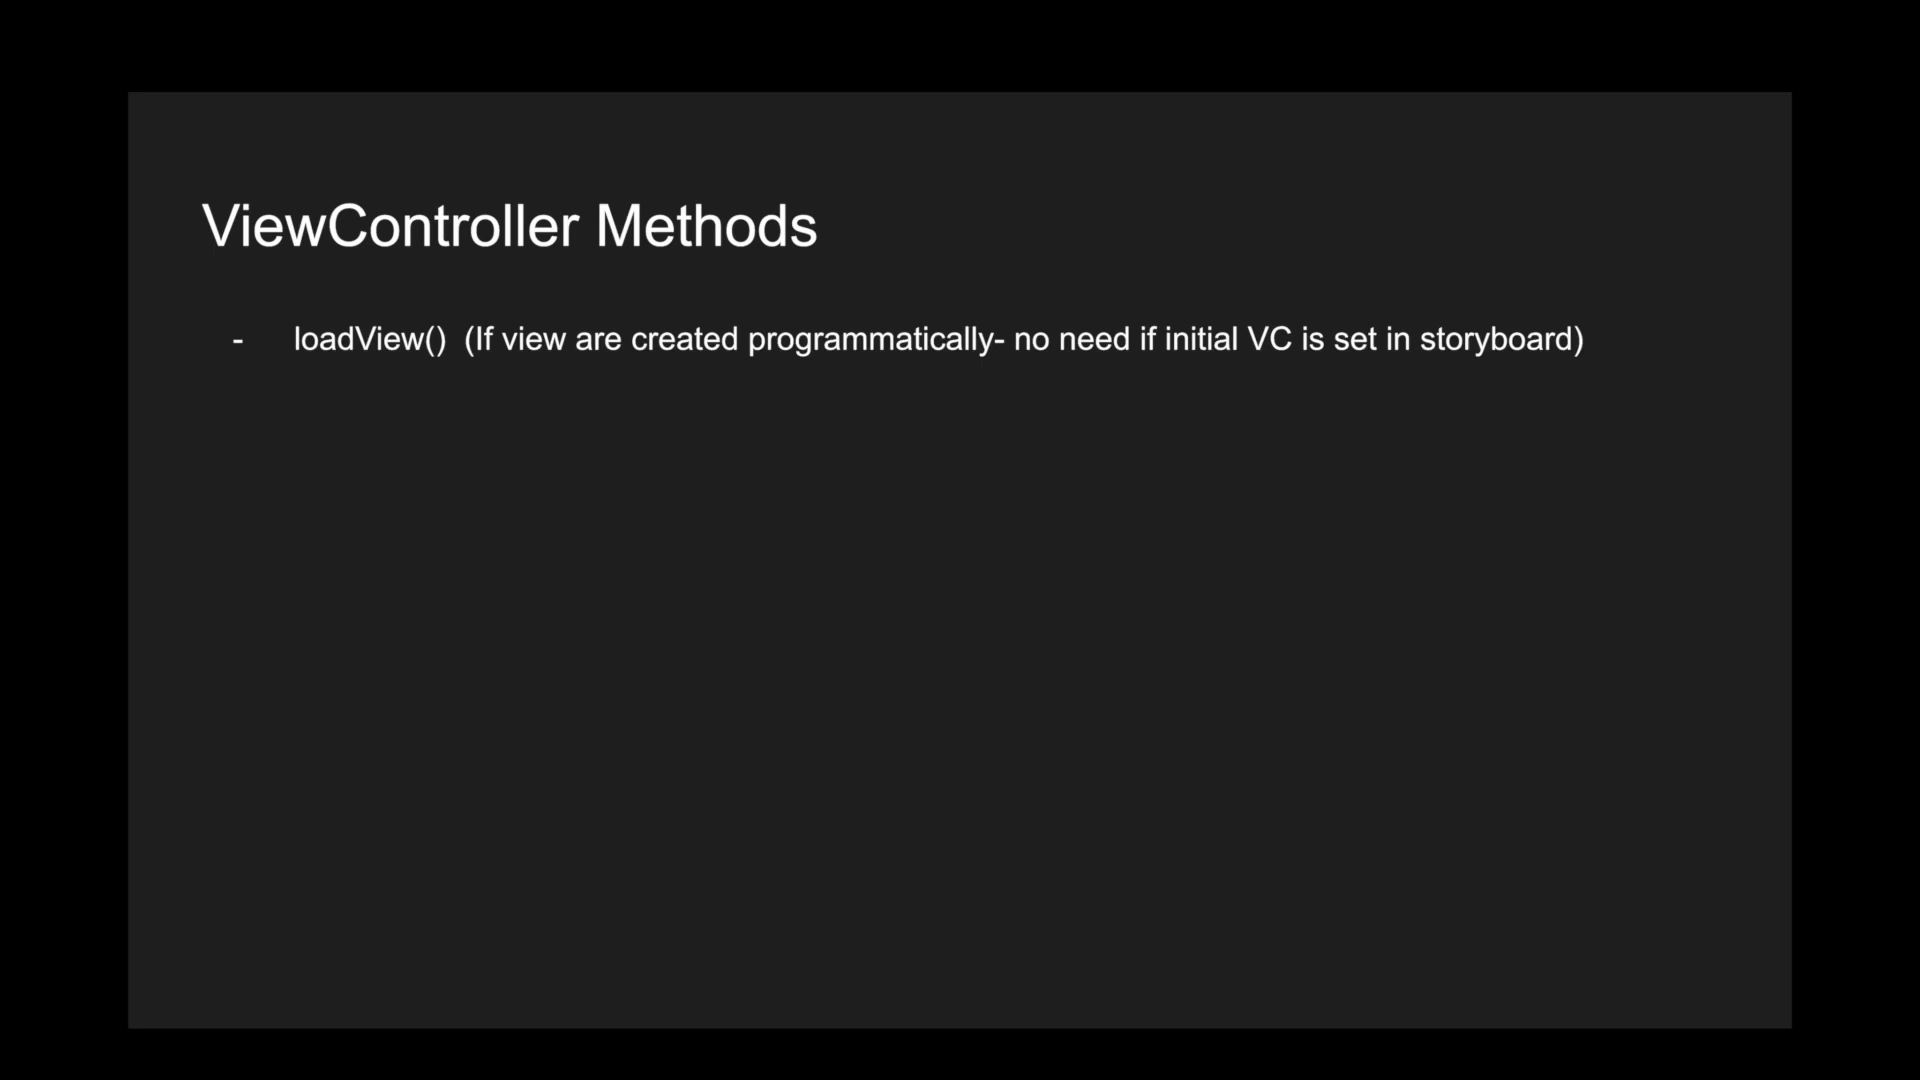 ViewController Methods
- loadView() (If view are created programmatically- no need if initial VC is set in storyboard)